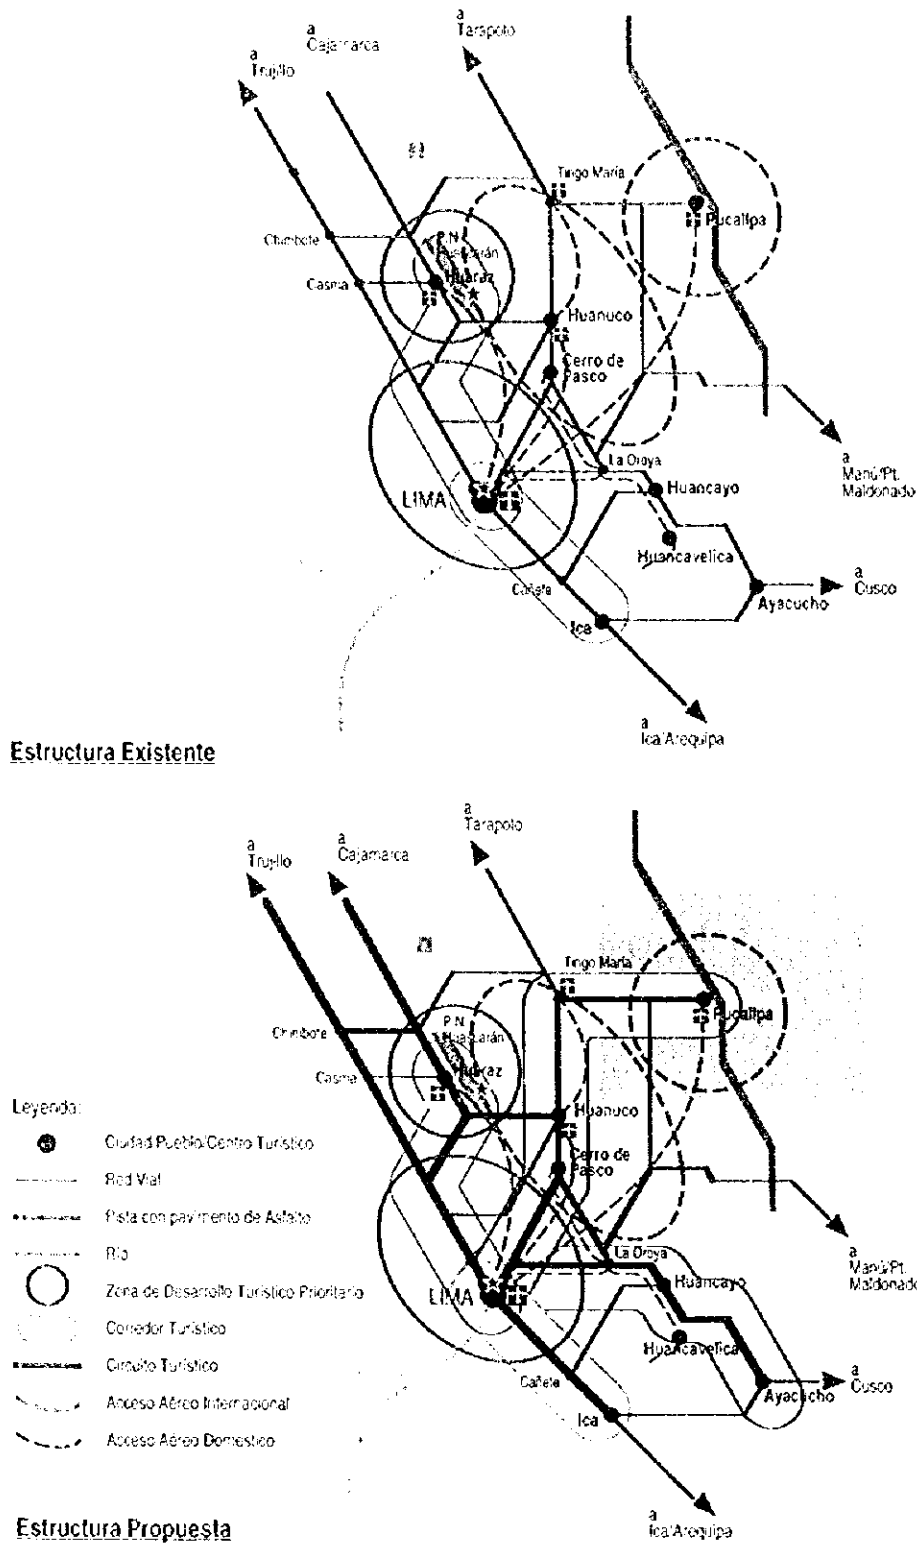 a
Tarapoto
a
Cajamarca
a
Trujillo
Tingo María
Pucallpa
Chimbote
P.N.
Huascarán
Casma
Huaraz
Huanuco
Cerro de
Pasco
La Oroya
a
Manú/Pt.
Maldonado
LIMA
Huancayo
Huancavelica
Cañete
a
Cusco
Ayacucho
Ica
a
Ica/Arequipa
Estructura Existente
a
Tarapoto
a
Cajamarca
a
Trujillo
Tingo María
Pucallpa
Chimbote
P.N.
Huascarán
Casma
Huaraz
Leyenda:
Huanuco
Ciudad Pueblo/Centro Turístico
Cerro de
Pasco
Red Vial
Pista con pavimento de Asfalto
Río
La Oroya
a
Manú/Pt.
Maldonado
Zona de Desarrollo Turístico Prioritario
LIMA
Huancayo
Corredor Turístico
Huancavelica
Circuito Turístico
Cañete
Ayacucho
a
Cusco
Acceso Aéreo Internacional
Ica
Acceso Aéreo Domestico
a
Ica/Arequipa
Estructura Propuesta